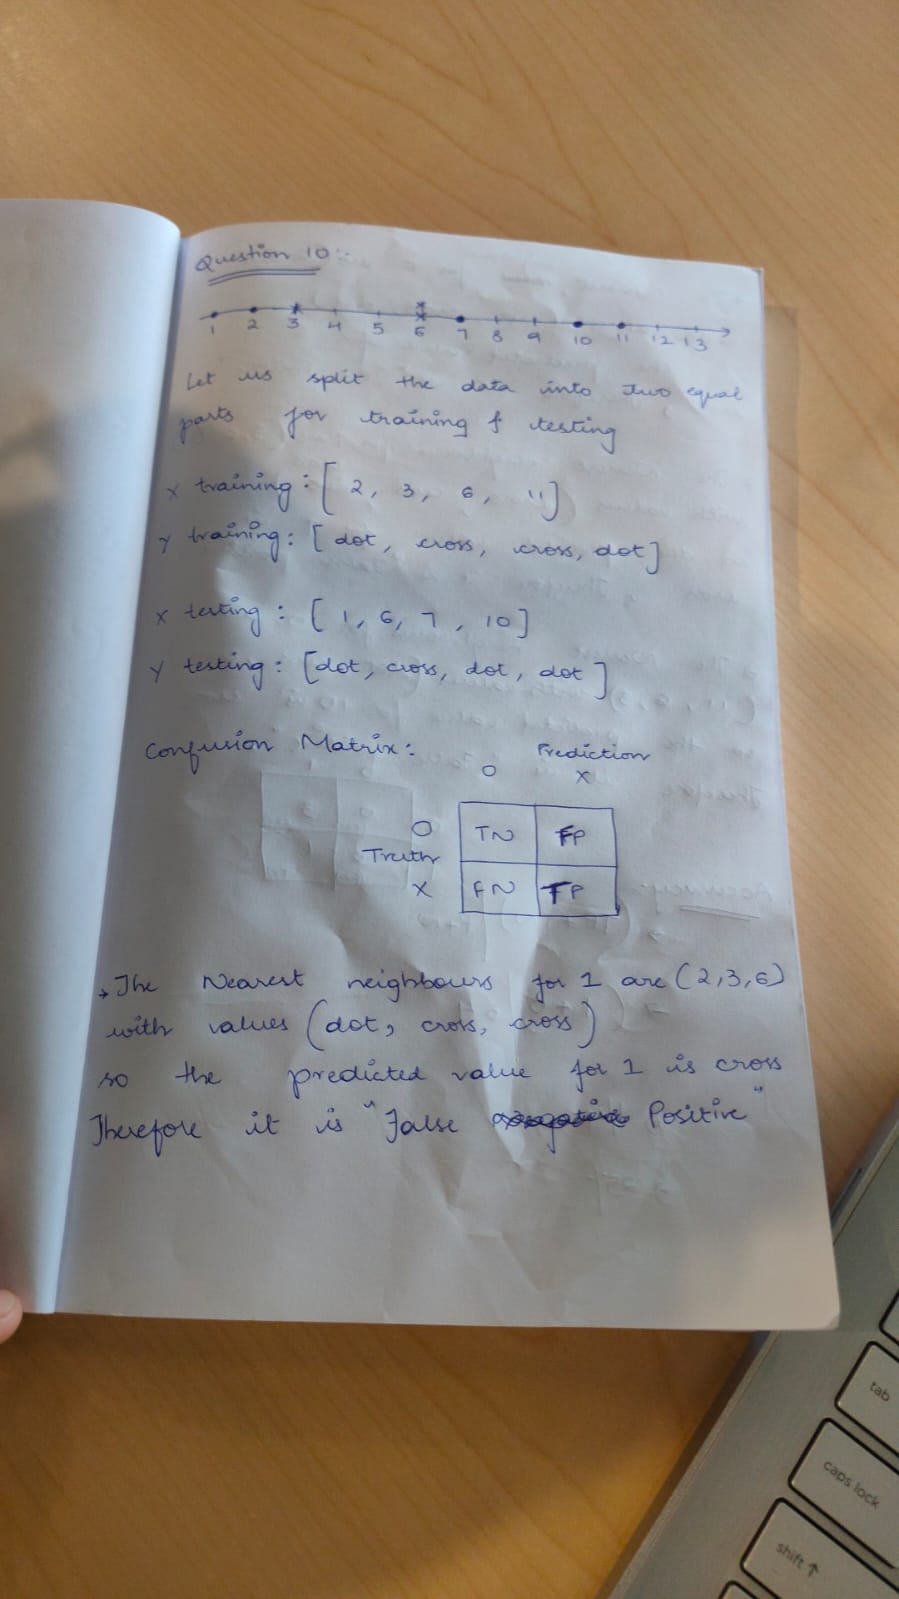 Question 10:-
1 2 3 4 5 6 7 8 9 10 11 12 13
Let us split the data into two equal
parts for training & testing
X training: [ 2, 3, 6, 11]
Y training: [ dot, cross, cross, dot]
X testing: [ 1, 6, 7, 10]
Y testing: [dot, cross, dot, dot]
Confusion Matrix: Prediction
O X
O TN FP
Truth
X FN TP
→ The Nearest neighbours for 1 are (2,3,6)
with values (dot, cross, cross)
so the predicted value for 1 is cross
Therefore it is "False Positive"
tab
caps lock
shift ↑